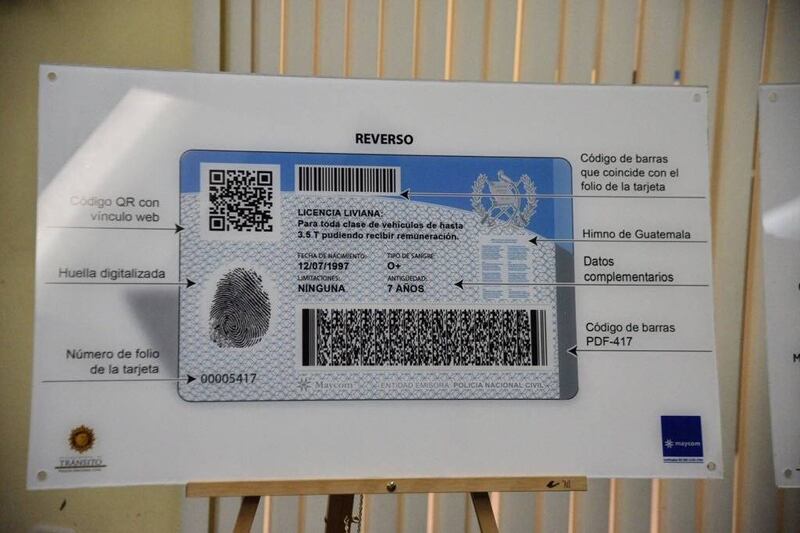 REVERSO
Código QR con
vínculo web
Huella digitalizada
Número de folio
de la tarjeta
LICENCIA LIVIANA:
Para toda clase de vehículos de hasta
3.5 T pudiendo recibir remuneración.
FECHA DE NACIMIENTO:
TIPO DE SANGRE
12/07/1997
O+
LIMITACIONES:
ANTIGÜEDAD:
NINGUNA
7 AÑOS
00005417
Maycom
ENTIDAD EMISORA: POLICIA NACIONAL CIVIL
Código de barras
que coincide con el
folio de la tarjeta
Himno de Guatemala
Datos
complementarios
Código de barras
PDF-417
TRÁNSITO
maycom
M